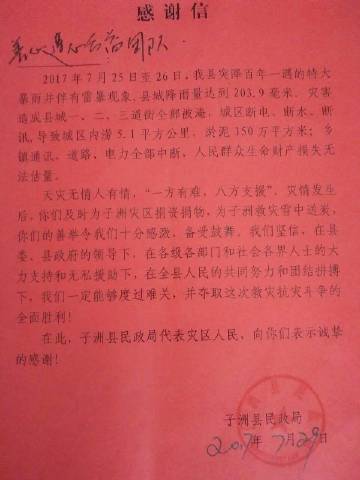 感谢信
公益团队
2017年7月25日至26日,我县突降百年一遇的特大
暴雨并伴有雷暴现象,县城降雨量达到203.9毫米。灾害
造成县城一、二、三道街全部被淹,城区断电、断水、断
讯,导致城区内涝5.1平方公里、淤泥150万平方米;乡
镇通讯、道路、电力全部中断,人民群众生命财产损失无
法估量。
天灾无情人有情,“一方有难,八方支援”。灾情发生
后,你们及时为子洲灾区捐资捐物,为子洲救灾雪中送炭,
你们的善举令我们十分感激,备受鼓舞。我们坚信,在县
委、县政府的领导下,在各级各部门和社会各界人士的大
力支持和无私援助下,在全县人民的共同努力和团结拼搏
下,我们一定能够度过难关,并夺取这次救灾抗灾斗争的
全面胜利!
在此,子洲县民政局代表灾区人民,向你们表示诚挚
的感谢!
子洲县民政局
2017年7月29日